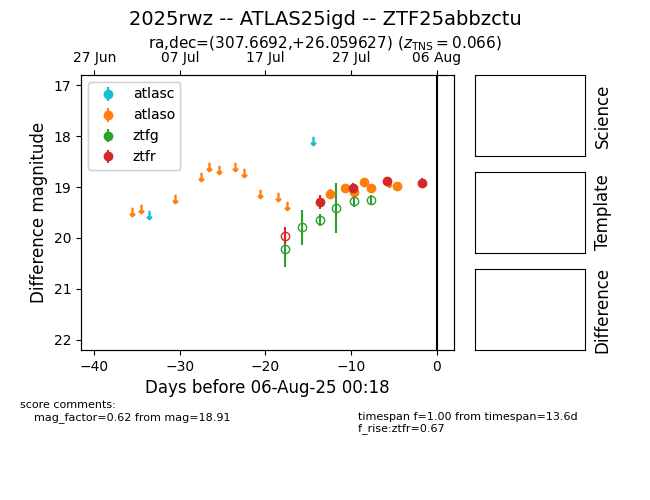 2025rwz -- ATLAS25igd -- ZTF25abbzctu
ra,dec=(307.6692,+26.059627) (z_TNS = 0.066)
27 Jun 07 Jul 17 Jul 27 Jul 06 Aug
17
18
19
20
21
22
Difference magnitude
atlasc
atlaso
ztfg
ztfr
−40 −30 −20 −10 0
Days before 06-Aug-25 00:18
Science
Template
Difference
score comments:
mag_factor=0.62 from mag=18.91
timespan f=1.00 from timespan=13.6d
f_rise:ztfr=0.67